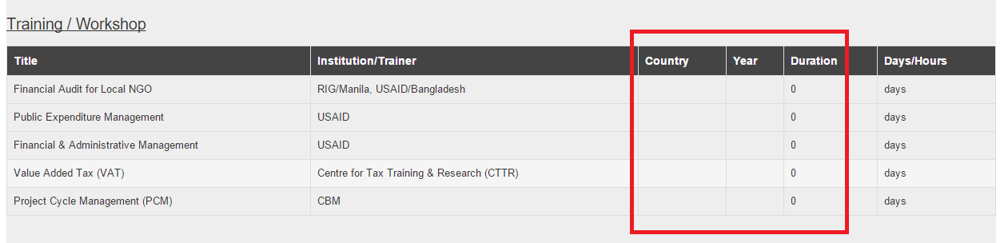 Training / Workshop
Title Institution/Trainer Country Year Duration Days/Hours
Financial Audit for Local NGO RIG/Manila, USAID/Bangladesh 0 days
Public Expenditure Management USAID 0 days
Financial & Administrative Management USAID 0 days
Value Added Tax (VAT) Centre for Tax Training & Research (CTTR) 0 days
Project Cycle Management (PCM) CBM 0 days